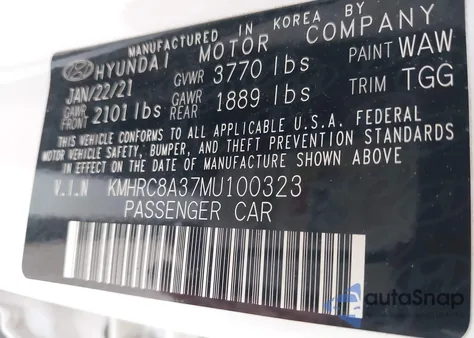 MANUFACTURED IN KOREA BY
HYUNDAI MOTOR COMPANY
JAN/22/21 GVWR 3770 lbs PAINT WAW
GAWR FRONT 2101 lbs GAWR REAR 1889 lbs TRIM TGG
THIS VEHICLE CONFORMS TO ALL APPLICABLE U.S.A. FEDERAL
MOTOR VEHICLE SAFETY, BUMPER, AND THEFT PREVENTION STANDARDS
IN EFFECT ON THE DATE OF MANUFACTURE SHOWN ABOVE
V.I.N KMHRC8A37MU100323
PASSENGER CAR
autoSnap